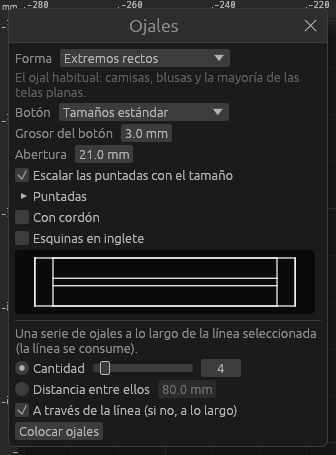 mm
-280
-260
-240
-220
Ojales
Forma Extremos rectos
El ojal habitual: camisas, blusas y la mayoría de las
telas planas.
Botón Tamaños estándar
Grosor del botón 3.0 mm
Abertura 21.0 mm
Escalar las puntadas con el tamaño
Puntadas
Con cordón
Esquinas en inglete
Una serie de ojales a lo largo de la línea seleccionada
(la línea se consume).
Cantidad 4
Distancia entre ellos 80.0 mm
A través de la línea (si no, a lo largo)
Colocar ojales